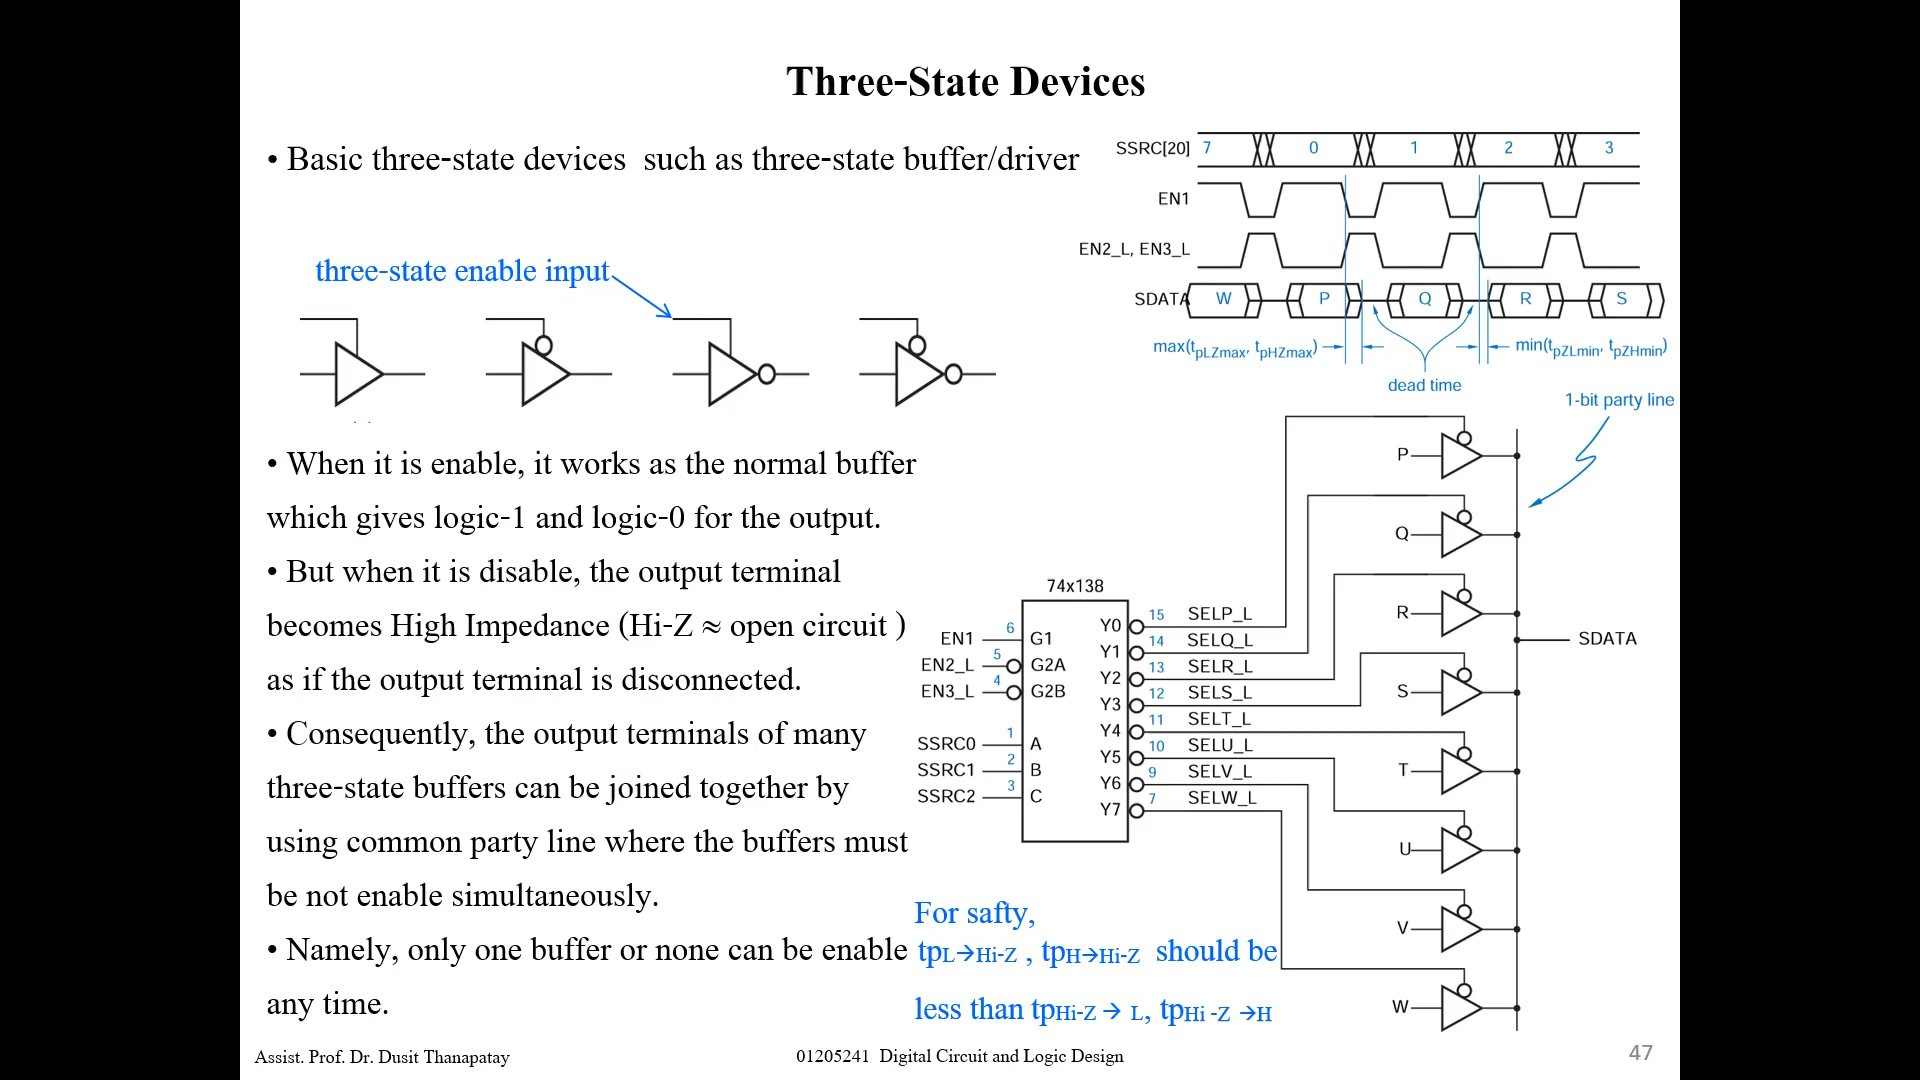 Three-State Devices
• Basic three-state devices such as three-state buffer/driver
three-state enable input
• When it is enable, it works as the normal buffer
which gives logic-1 and logic-0 for the output.
• But when it is disable, the output terminal
becomes High Impedance (Hi-Z ≈ open circuit )
as if the output terminal is disconnected.
• Consequently, the output terminals of many
three-state buffers can be joined together by
using common party line where the buffers must
be not enable simultaneously.
• Namely, only one buffer or none can be enable
any time.
SSRC[20] 7 0 1 2 3
EN1
EN2_L, EN3_L
SDATA W P Q R S
max(tpLZmax, tpHZmax)
min(tpZLmin, tpZHmin)
dead time
1-bit party line
74x138
EN1 6 G1
EN2_L 5 G2A
EN3_L 4 G2B
SSRC0 1 A
SSRC1 2 B
SSRC2 3 C
Y0 15 SELP_L
Y1 14 SELQ_L
Y2 13 SELR_L
Y3 12 SELS_L
Y4 11 SELT_L
Y5 10 SELU_L
Y6 9 SELV_L
Y7 7 SELW_L
P
Q
R
SDATA
S
T
U
V
W
For safty,
tpL→Hi-Z , tpH→Hi-Z should be
less than tpHi-Z → L, tpHi -Z →H
Assist. Prof. Dr. Dusit Thanapatay
01205241 Digital Circuit and Logic Design
47